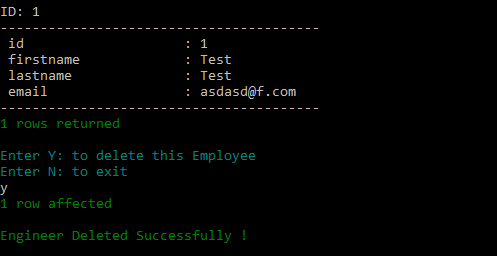 ID: 1
----------------------------------------
id : 1
firstname : Test
lastname : Test
email : asdasd@f.com
----------------------------------------
1 rows returned
Enter Y: to delete this Employee
Enter N: to exit
y
1 row affected
Engineer Deleted Successfully !